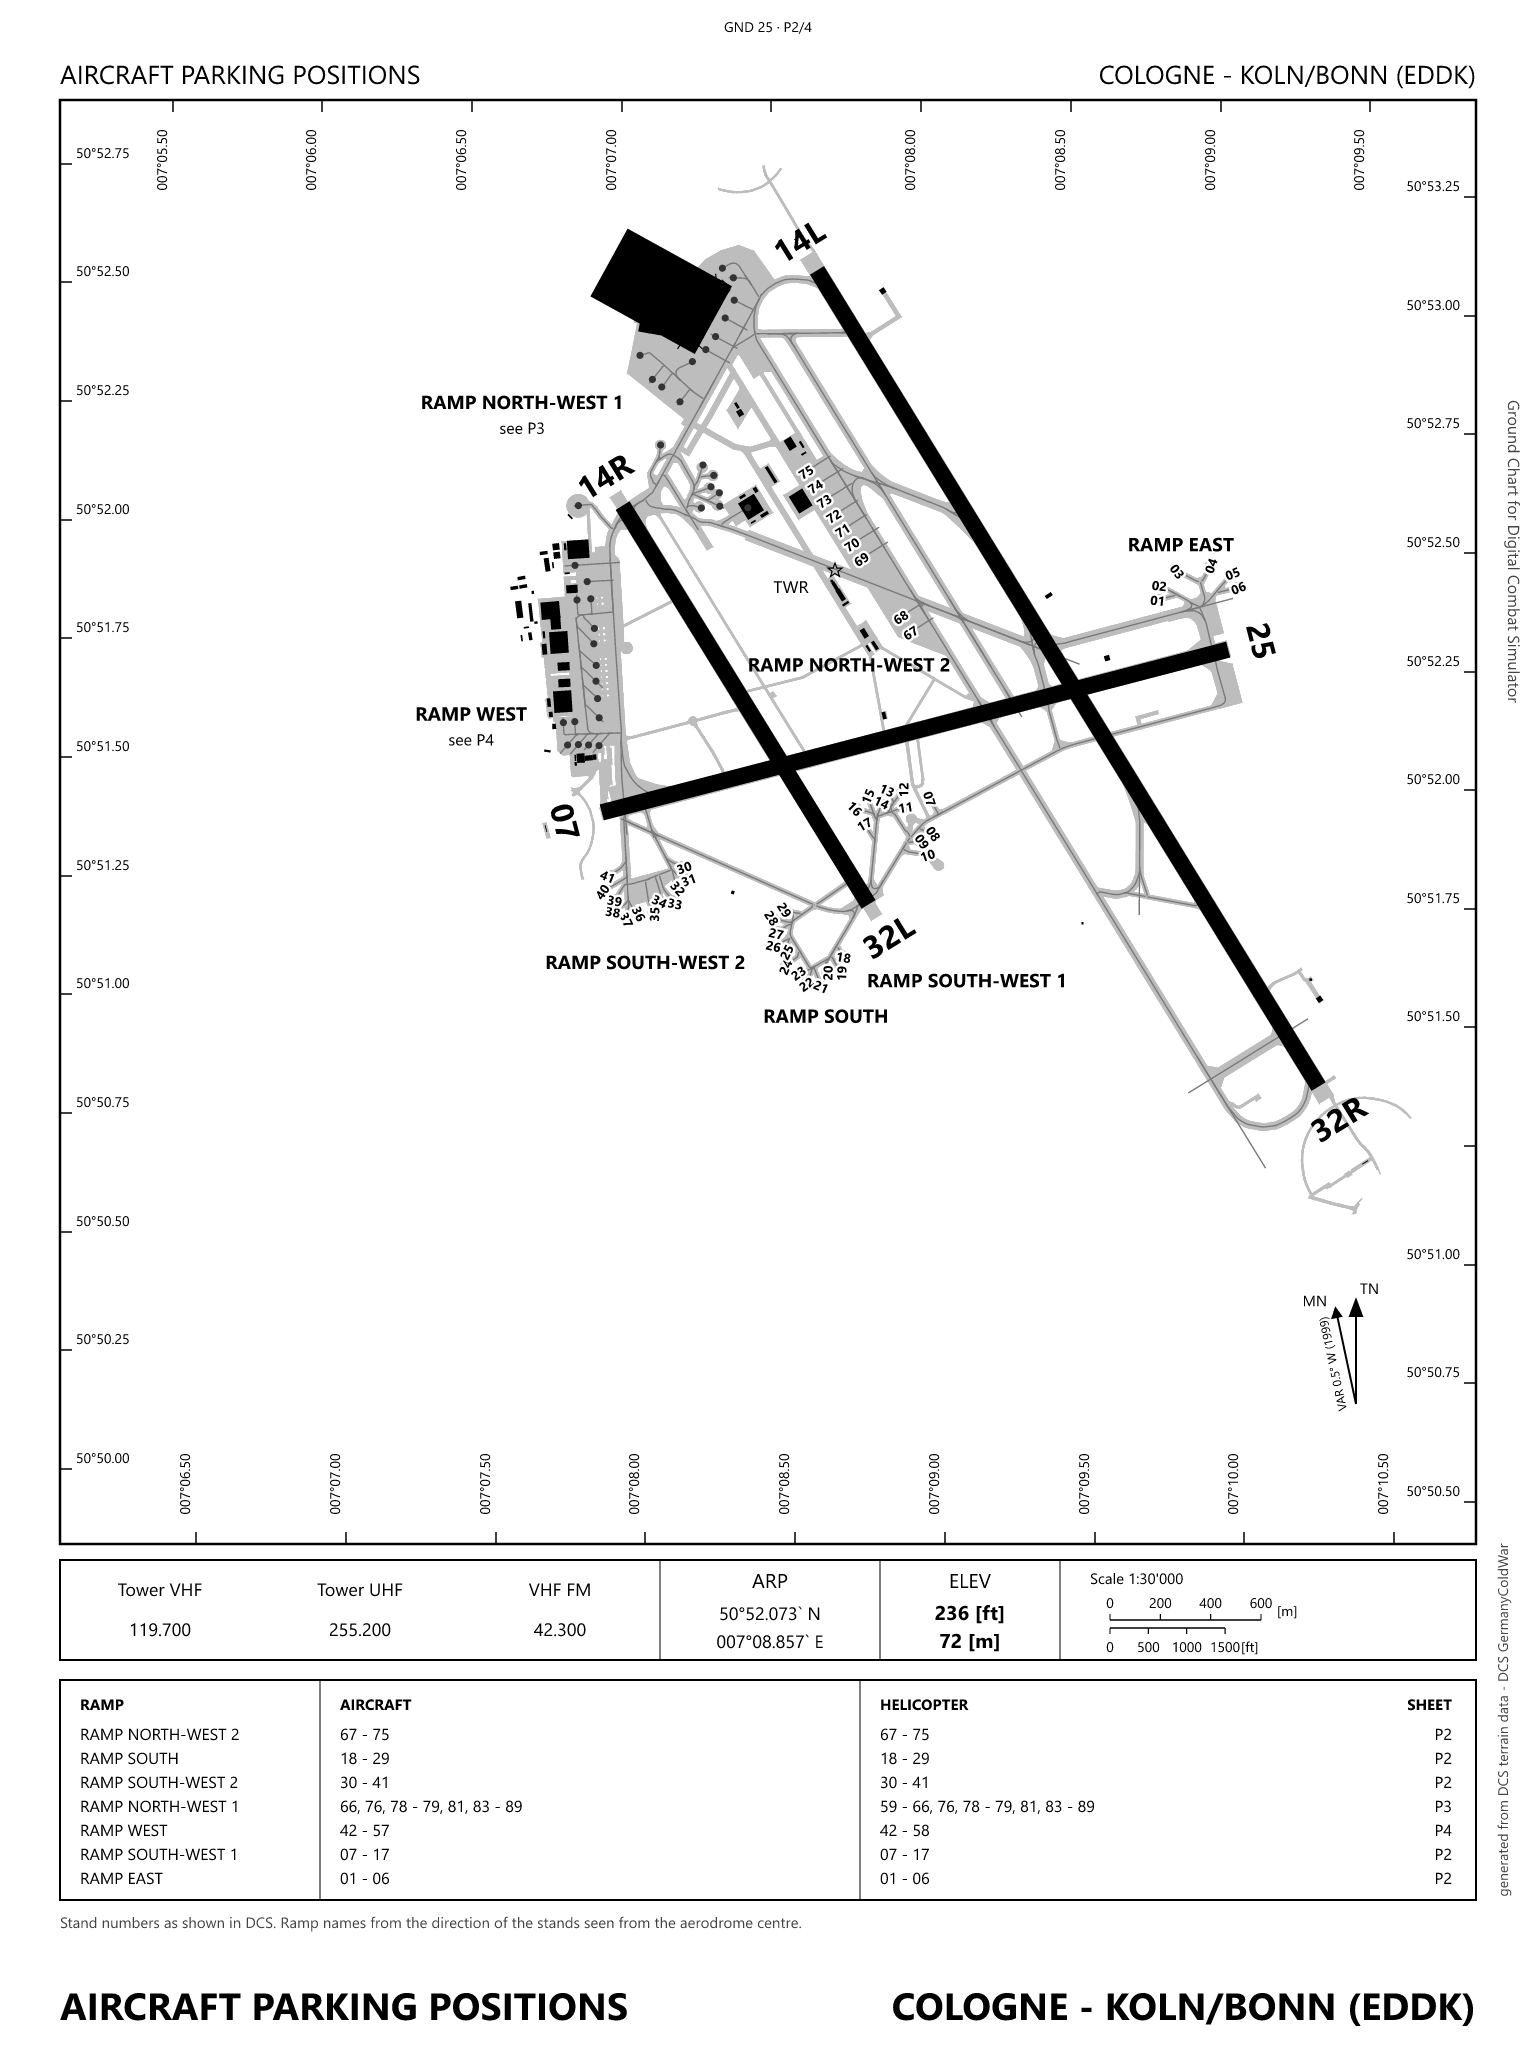 GND 25 · P2/4
AIRCRAFT PARKING POSITIONS
COLOGNE - KOLN/BONN (EDDK)
007°05.50
007°06.00
007°06.50
007°07.00
007°08.00
007°08.50
007°09.00
007°09.50
50°52.75
50°52.50
50°52.25
50°52.00
50°51.75
50°51.50
50°51.25
50°51.00
50°50.75
50°50.50
50°50.25
50°50.00
50°53.25
50°53.00
50°52.75
50°52.50
50°52.25
50°52.00
50°51.75
50°51.50
50°51.00
50°50.75
50°50.50
14L
RAMP NORTH-WEST 1
see P3
14R
75
74
73
72
71
70
69
TWR
68
67
RAMP NORTH-WEST 2
RAMP EAST
01
02
03
04
05
06
25
RAMP WEST
see P4
07
15
13
12
16
14
11
17
07
08
09
10
41
40
39
38
37
36
35
34
33
32
31
30
RAMP SOUTH-WEST 2
29
28
27
26
25
24
23
22
21
20
19
18
32L
RAMP SOUTH-WEST 1
RAMP SOUTH
32R
MN
TN
VAR 0.5° W (1999)
007°06.50
007°07.00
007°07.50
007°08.00
007°08.50
007°09.00
007°09.50
007°10.00
007°10.50
Ground Chart for Digital Combat Simulator
generated from DCS terrain data - DCS GermanyColdWar
Tower VHF
119.700
Tower UHF
255.200
VHF FM
42.300
ARP
50°52.073` N
007°08.857` E
ELEV
236 [ft]
72 [m]
Scale 1:30'000
0 200 400 600 [m]
0 500 1000 1500[ft]
RAMP AIRCRAFT HELICOPTER SHEET
RAMP NORTH-WEST 2 67 - 75 67 - 75 P2
RAMP SOUTH 18 - 29 18 - 29 P2
RAMP SOUTH-WEST 2 30 - 41 30 - 41 P2
RAMP NORTH-WEST 1 66, 76, 78 - 79, 81, 83 - 89 59 - 66, 76, 78 - 79, 81, 83 - 89 P3
RAMP WEST 42 - 57 42 - 58 P4
RAMP SOUTH-WEST 1 07 - 17 07 - 17 P2
RAMP EAST 01 - 06 01 - 06 P2
Stand numbers as shown in DCS. Ramp names from the direction of the stands seen from the aerodrome centre.
AIRCRAFT PARKING POSITIONS
COLOGNE - KOLN/BONN (EDDK)